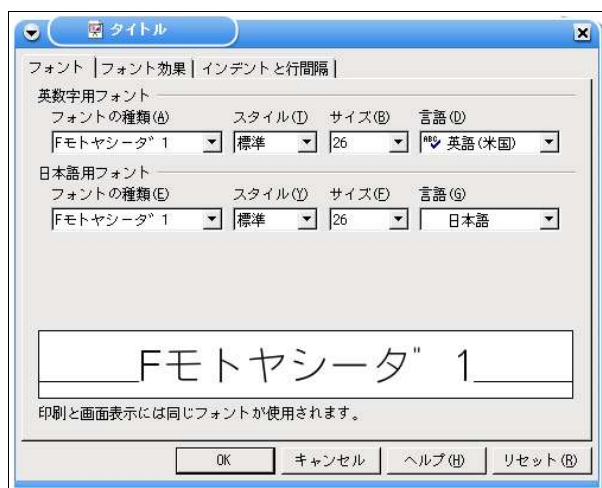 タイトル
フォント フォント効果 インデントと行間隔
英数字用フォント
フォントの種類(A) スタイル(T) サイズ(B) 言語(D)
Fモトヤシーダ゛1 標準 26 ABC 英語(米国)
日本語用フォント
フォントの種類(E) スタイル(Y) サイズ(F) 言語(G)
Fモトヤシーダ゛1 標準 26 日本語
Fモトヤシーダ゛1
印刷と画面表示には同じフォントが使用されます。
OK キャンセル ヘルプ(H) リセット(R)